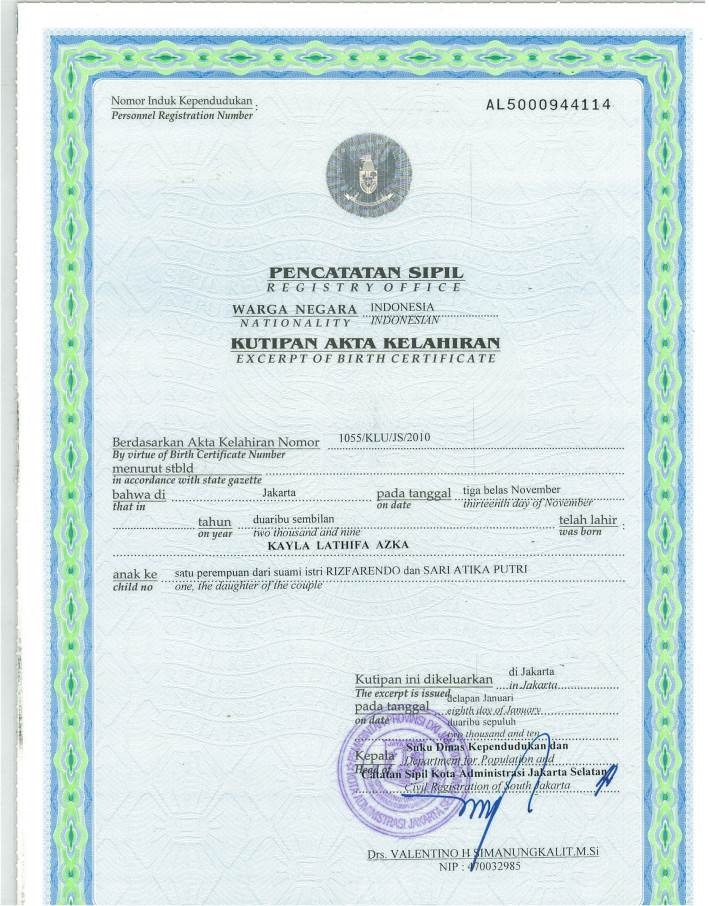 Nomor Induk Kependudukan :
Personnel Registration Number
AL5000944114
PENCATATAN SIPIL
REGISTRY OFFICE
WARGA NEGARA INDONESIA
NATIONALITY INDONESIAN
KUTIPAN AKTA KELAHIRAN
EXCERPT OF BIRTH CERTIFICATE
Berdasarkan Akta Kelahiran Nomor 1055/KLU/JS/2010
By virtue of Birth Certificate Number
menurut stbld
in accordance with state gazette
bahwa di Jakarta pada tanggal tiga belas November
that in on date thirteenth day of November
tahun duaribu sembilan telah lahir :
on year two thousand and nine was born
KAYLA LATHIFA AZKA
anak ke satu perempuan dari suami istri RIZFARENDO dan SARI ATIKA PUTRI
child no one, the daughter of the couple
Kutipan ini dikeluarkan di Jakarta
The excerpt is issued in Jakarta
pada tanggal delapan Januari
on date eighth day of January
duaribu sepuluh
two thousand and ten
Kepala Suku Dinas Kependudukan dan
Head of Department for Population and
Catatan Sipil Kota Administrasi Jakarta Selatan
Civil Registration of South Jakarta
Drs. VALENTINO H SIMANUNGKALIT.M.Si
NIP : 470032985